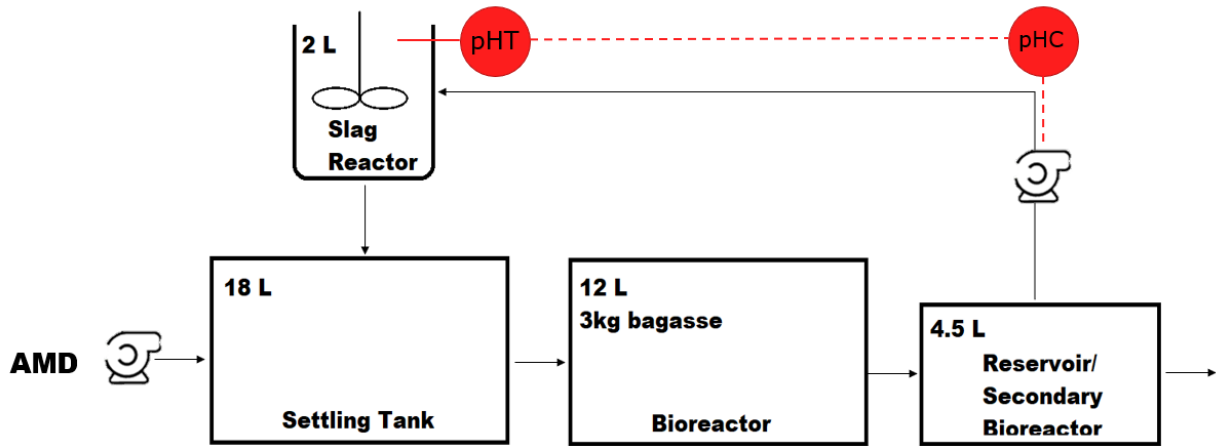 2 L
pHT
pHC
Slag
Reactor
18 L
12 L
3kg bagasse
4.5 L
AMD
Reservoir/
Secondary
Bioreactor
Settling Tank
Bioreactor